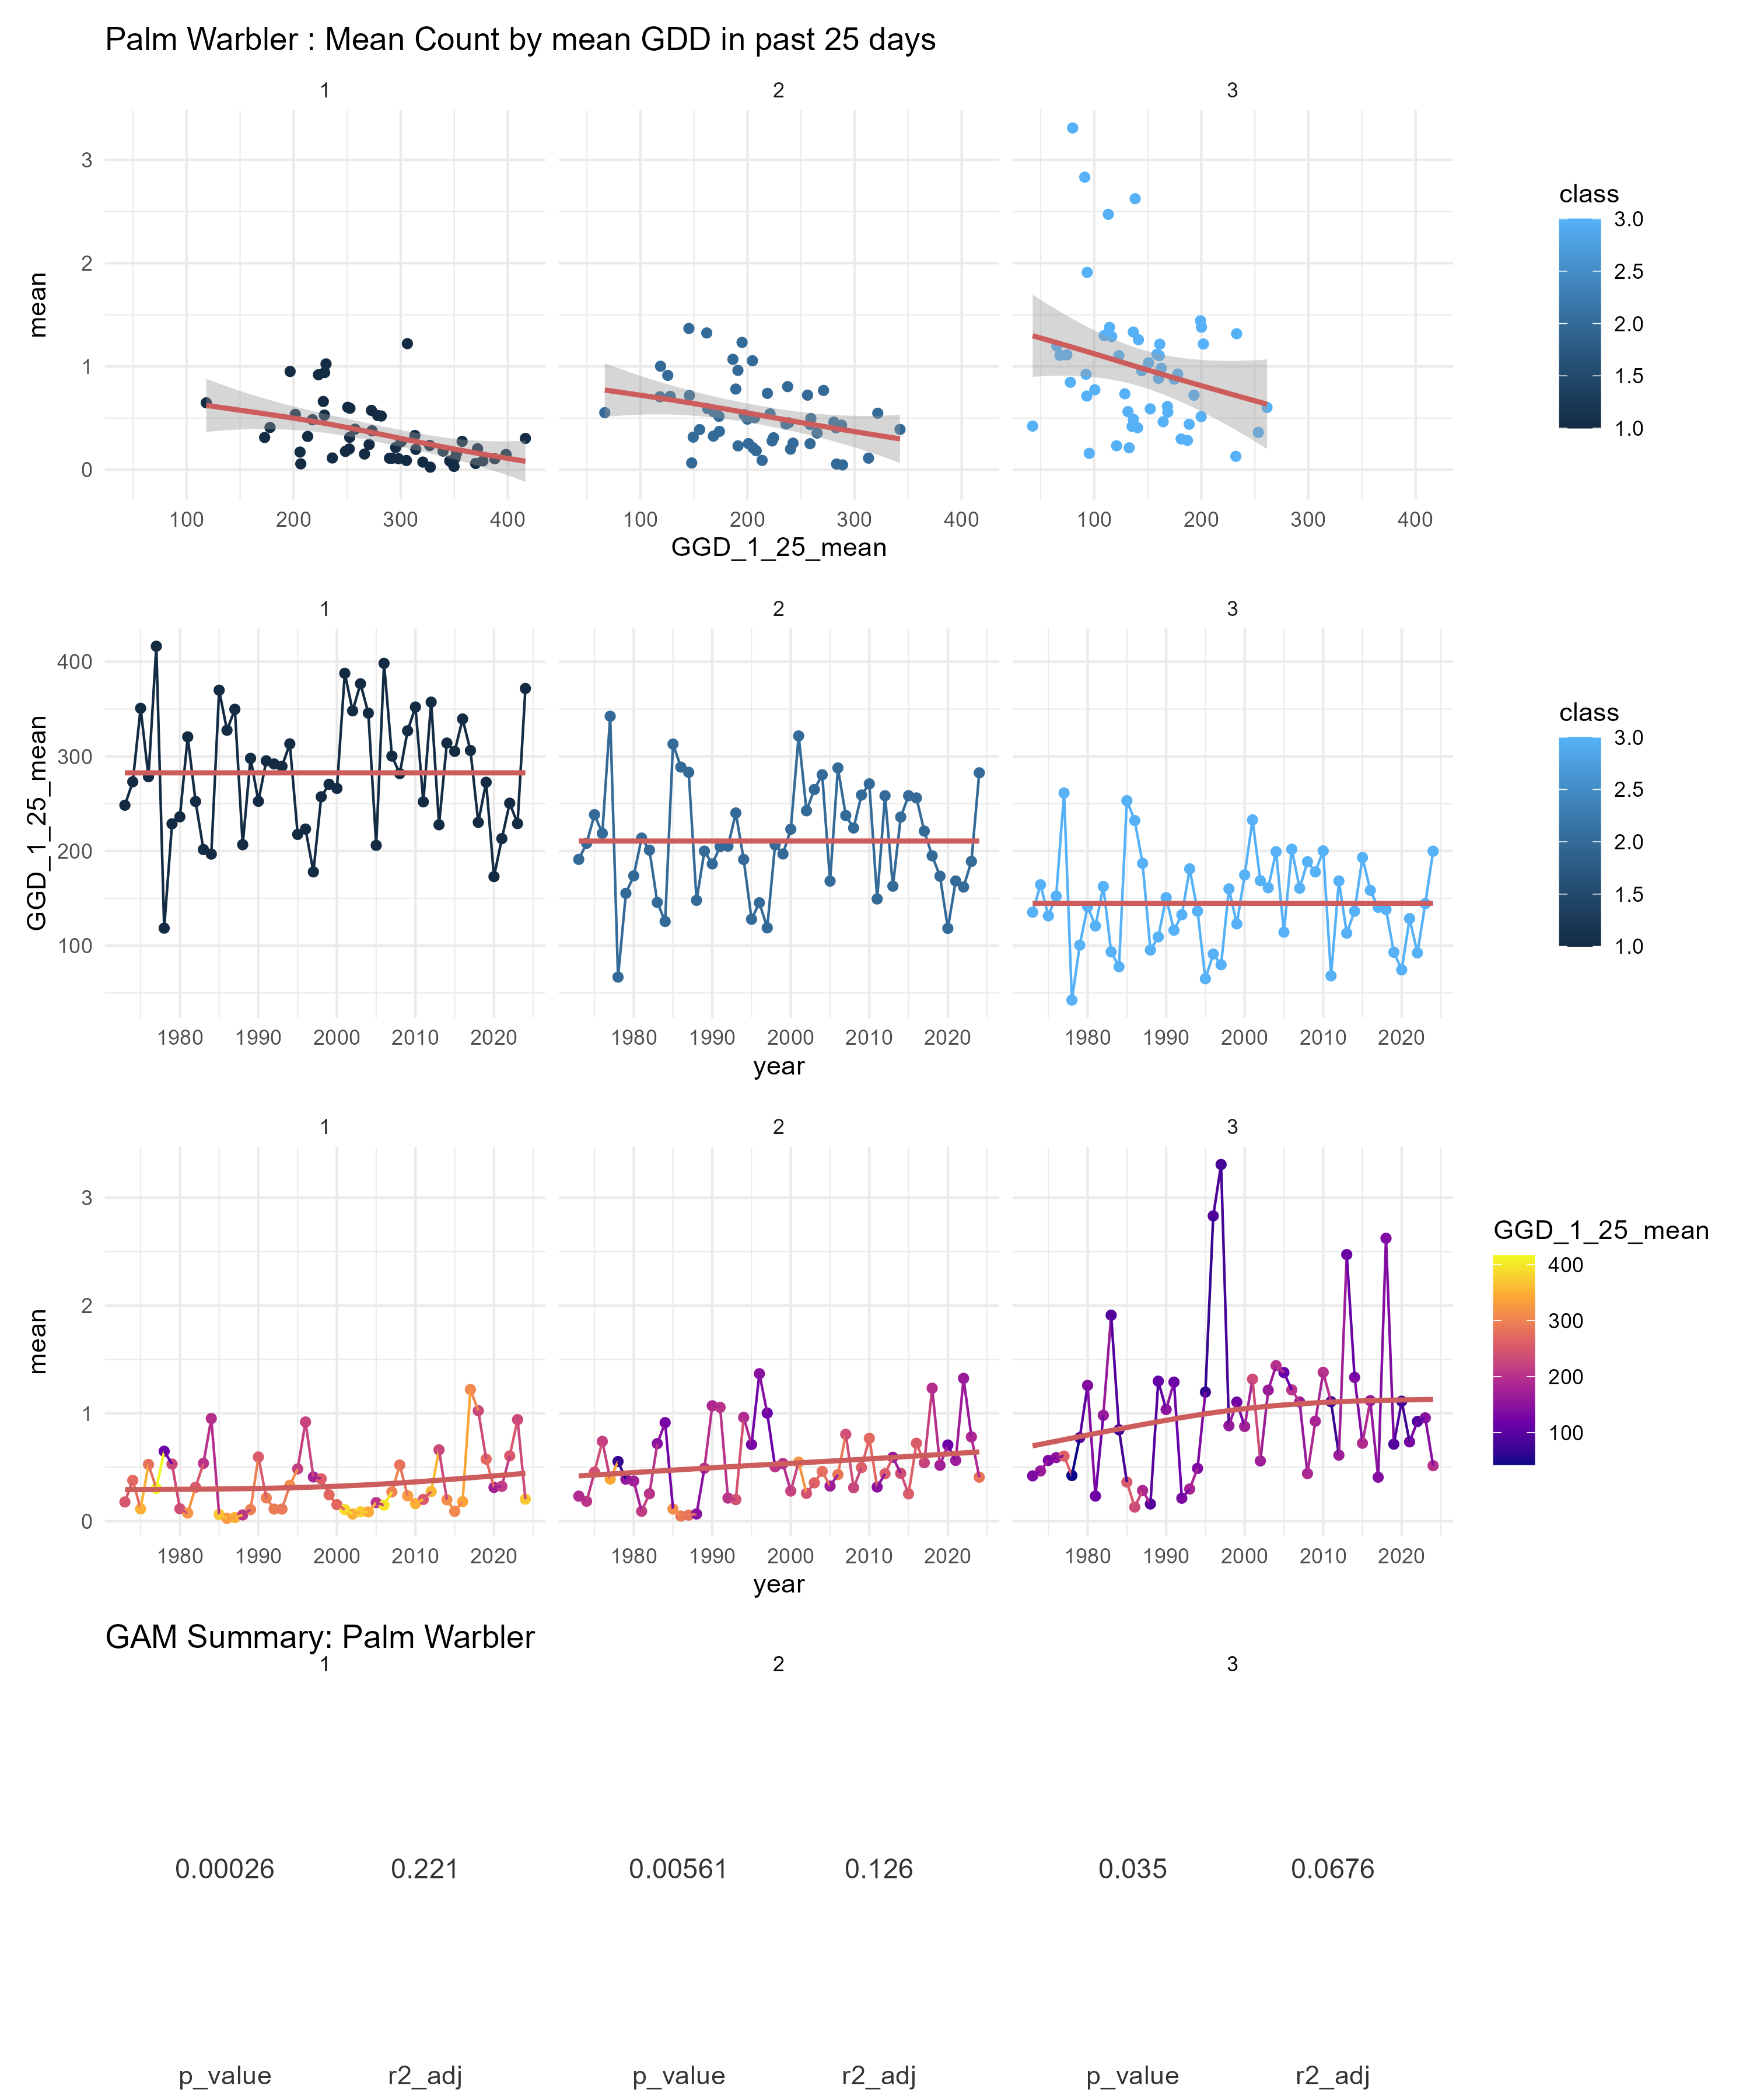 Palm Warbler : Mean Count by mean GDD in past 25 days
1 2 3
mean
3
2
1
0
100 200 300 400 100 200 300 400 100 200 300 400
GGD_1_25_mean
class
3.0
2.5
2.0
1.5
1.0
1 2 3
GGD_1_25_mean
400
300
200
100
1980 1990 2000 2010 2020 1980 1990 2000 2010 2020 1980 1990 2000 2010 2020
year
class
3.0
2.5
2.0
1.5
1.0
1 2 3
mean
3
2
1
0
1980 1990 2000 2010 2020 1980 1990 2000 2010 2020 1980 1990 2000 2010 2020
year
GGD_1_25_mean
400
300
200
100
GAM Summary: Palm Warbler
1 2 3
0.00026 0.221 0.00561 0.126 0.035 0.0676
p_value r2_adj p_value r2_adj p_value r2_adj